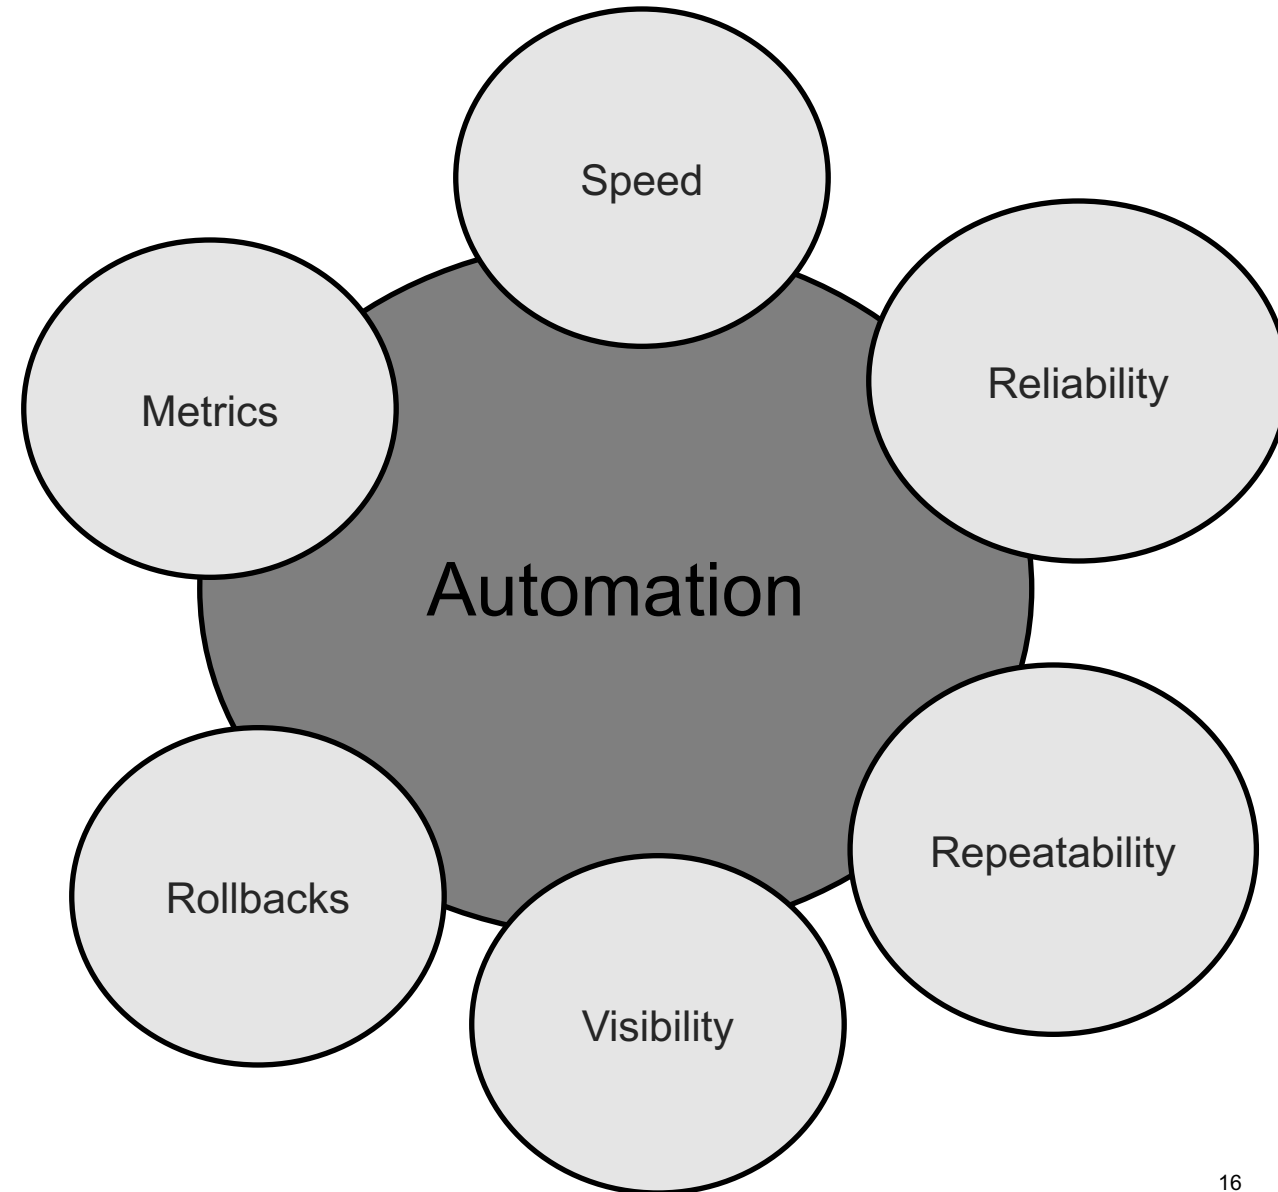 Speed
Reliability
Metrics
Automation
Repeatability
Rollbacks
Visibility
16